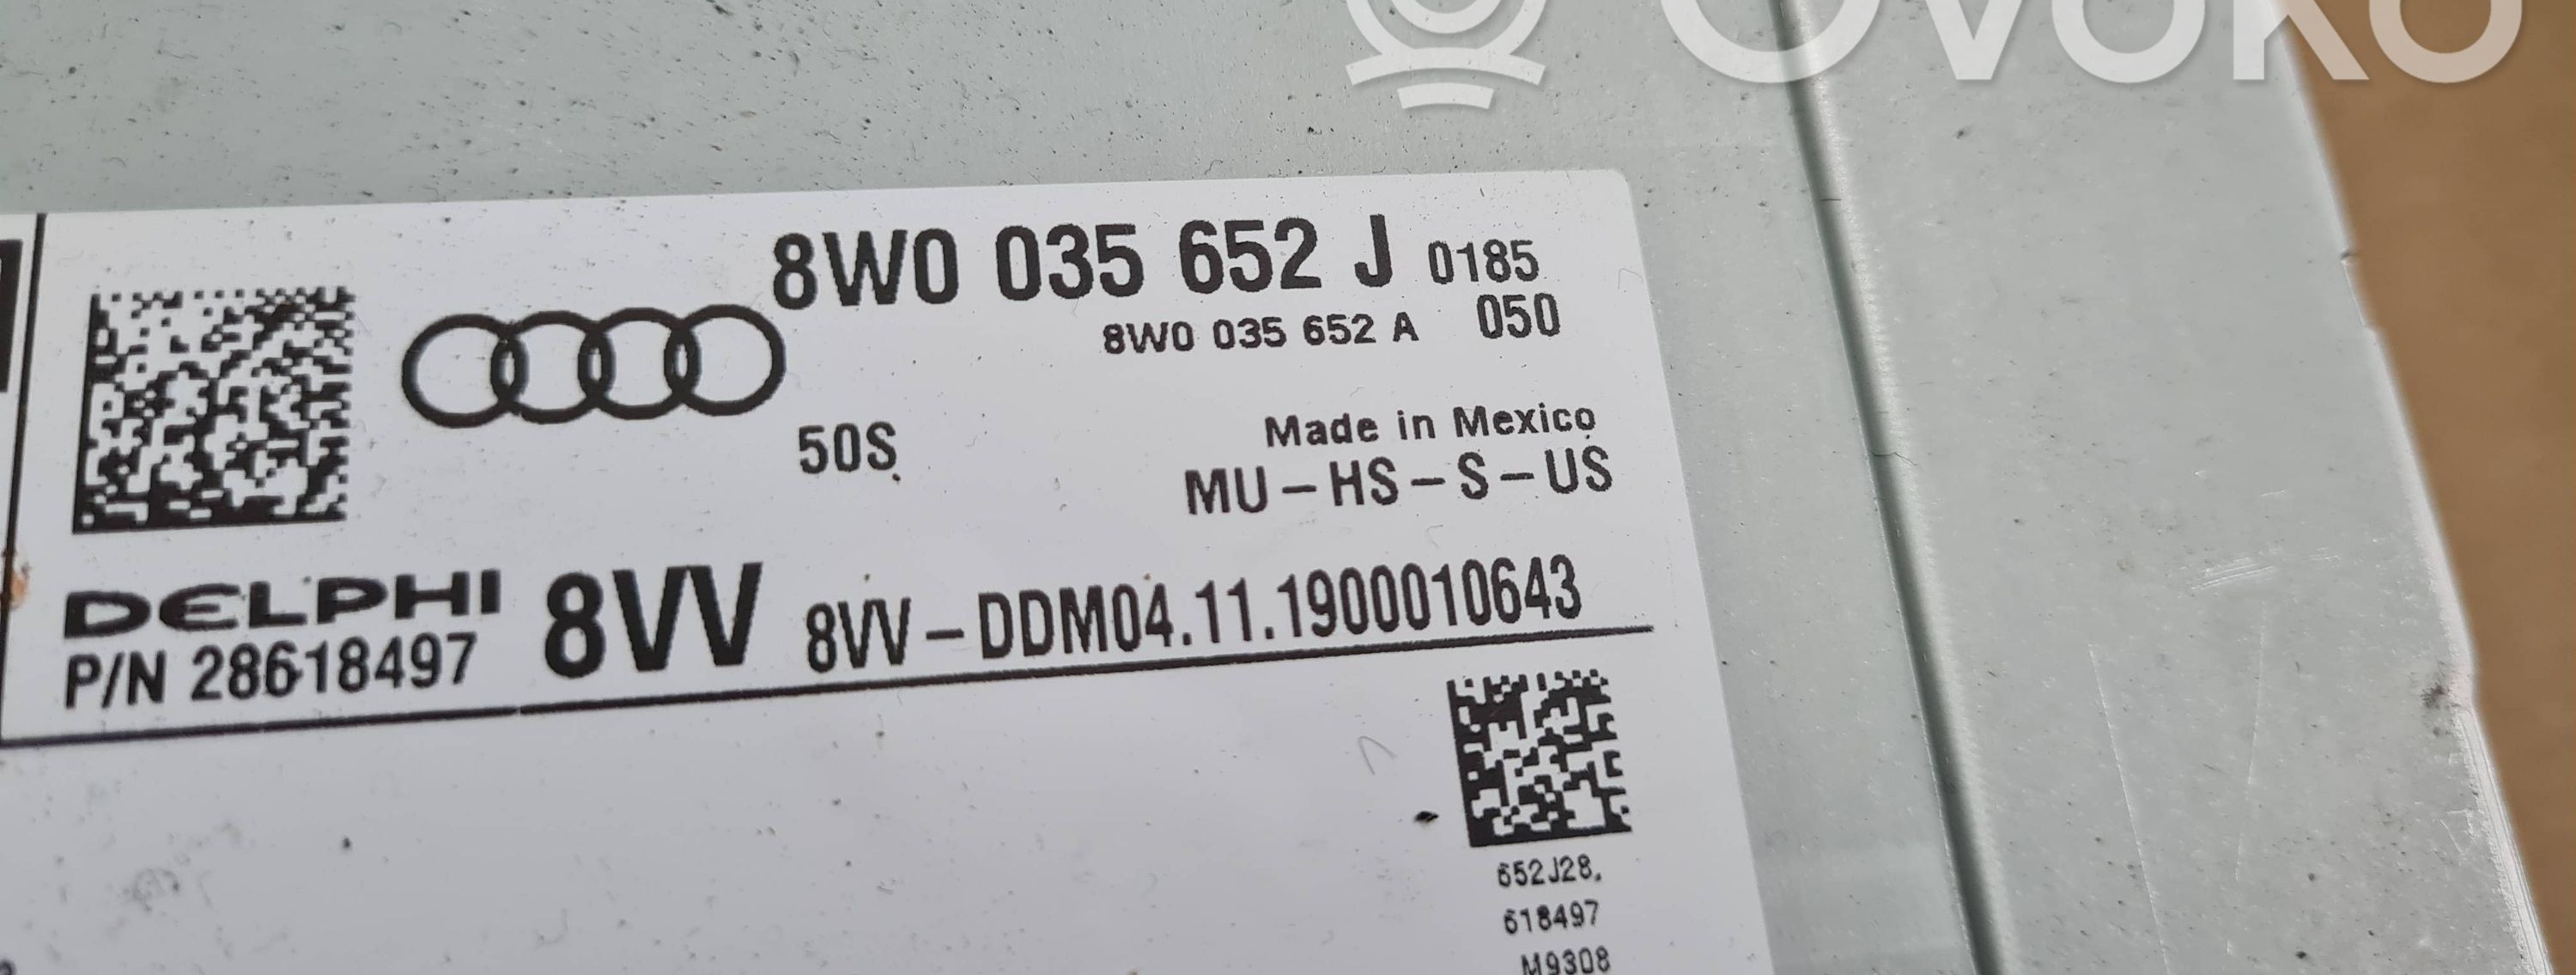 OVOKO
8W0 035 652 J 0185
8W0 035 652 A 050
50S
Made in Mexico
MU-HS-S-US
DELPHI
P/N 28618497
8VV
8VV-DDM04.11.1900010643
652J28,
618497
M9308